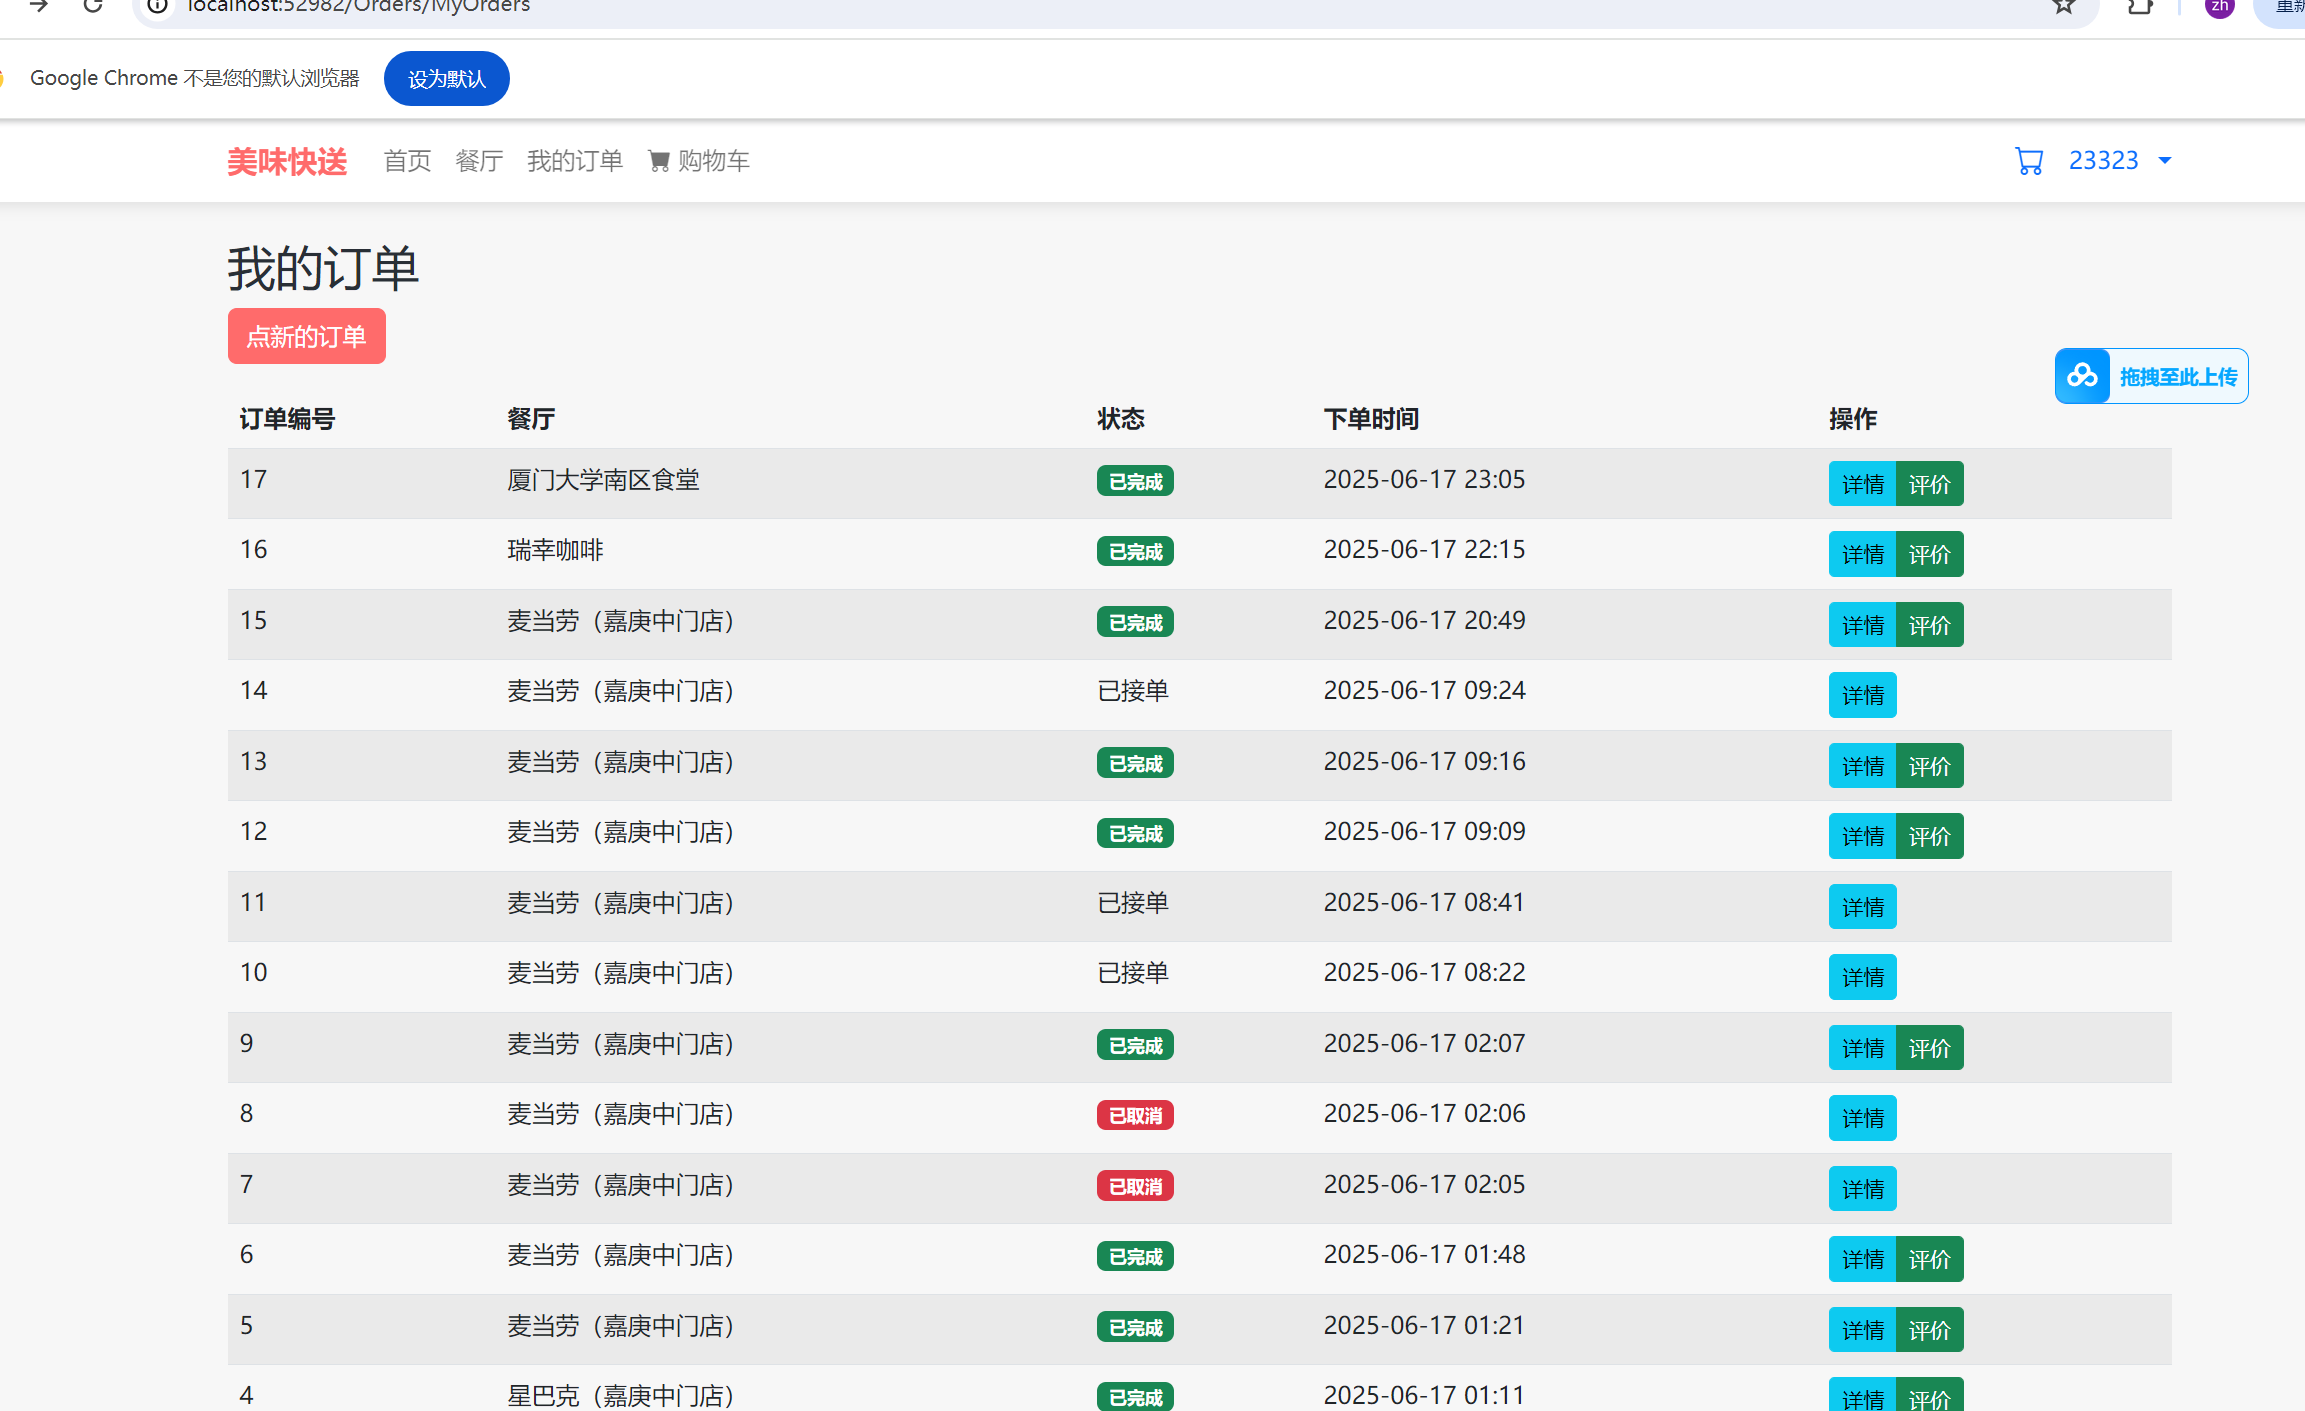 localhost:52982/Orders/MyOrders
zh
重新
Google Chrome 不是您的默认浏览器 设为默认
美味快送 首页 餐厅 我的订单 购物车 23323
我的订单
点新的订单
拖拽至此上传
订单编号 餐厅 状态 下单时间 操作
17 厦门大学南区食堂 已完成 2025-06-17 23:05 详情 评价
16 瑞幸咖啡 已完成 2025-06-17 22:15 详情 评价
15 麦当劳（嘉庚中门店） 已完成 2025-06-17 20:49 详情 评价
14 麦当劳（嘉庚中门店） 已接单 2025-06-17 09:24 详情
13 麦当劳（嘉庚中门店） 已完成 2025-06-17 09:16 详情 评价
12 麦当劳（嘉庚中门店） 已完成 2025-06-17 09:09 详情 评价
11 麦当劳（嘉庚中门店） 已接单 2025-06-17 08:41 详情
10 麦当劳（嘉庚中门店） 已接单 2025-06-17 08:22 详情
9 麦当劳（嘉庚中门店） 已完成 2025-06-17 02:07 详情 评价
8 麦当劳（嘉庚中门店） 已取消 2025-06-17 02:06 详情
7 麦当劳（嘉庚中门店） 已取消 2025-06-17 02:05 详情
6 麦当劳（嘉庚中门店） 已完成 2025-06-17 01:48 详情 评价
5 麦当劳（嘉庚中门店） 已完成 2025-06-17 01:21 详情 评价
4 星巴克（嘉庚中门店） 已完成 2025-06-17 01:11 详情 评价